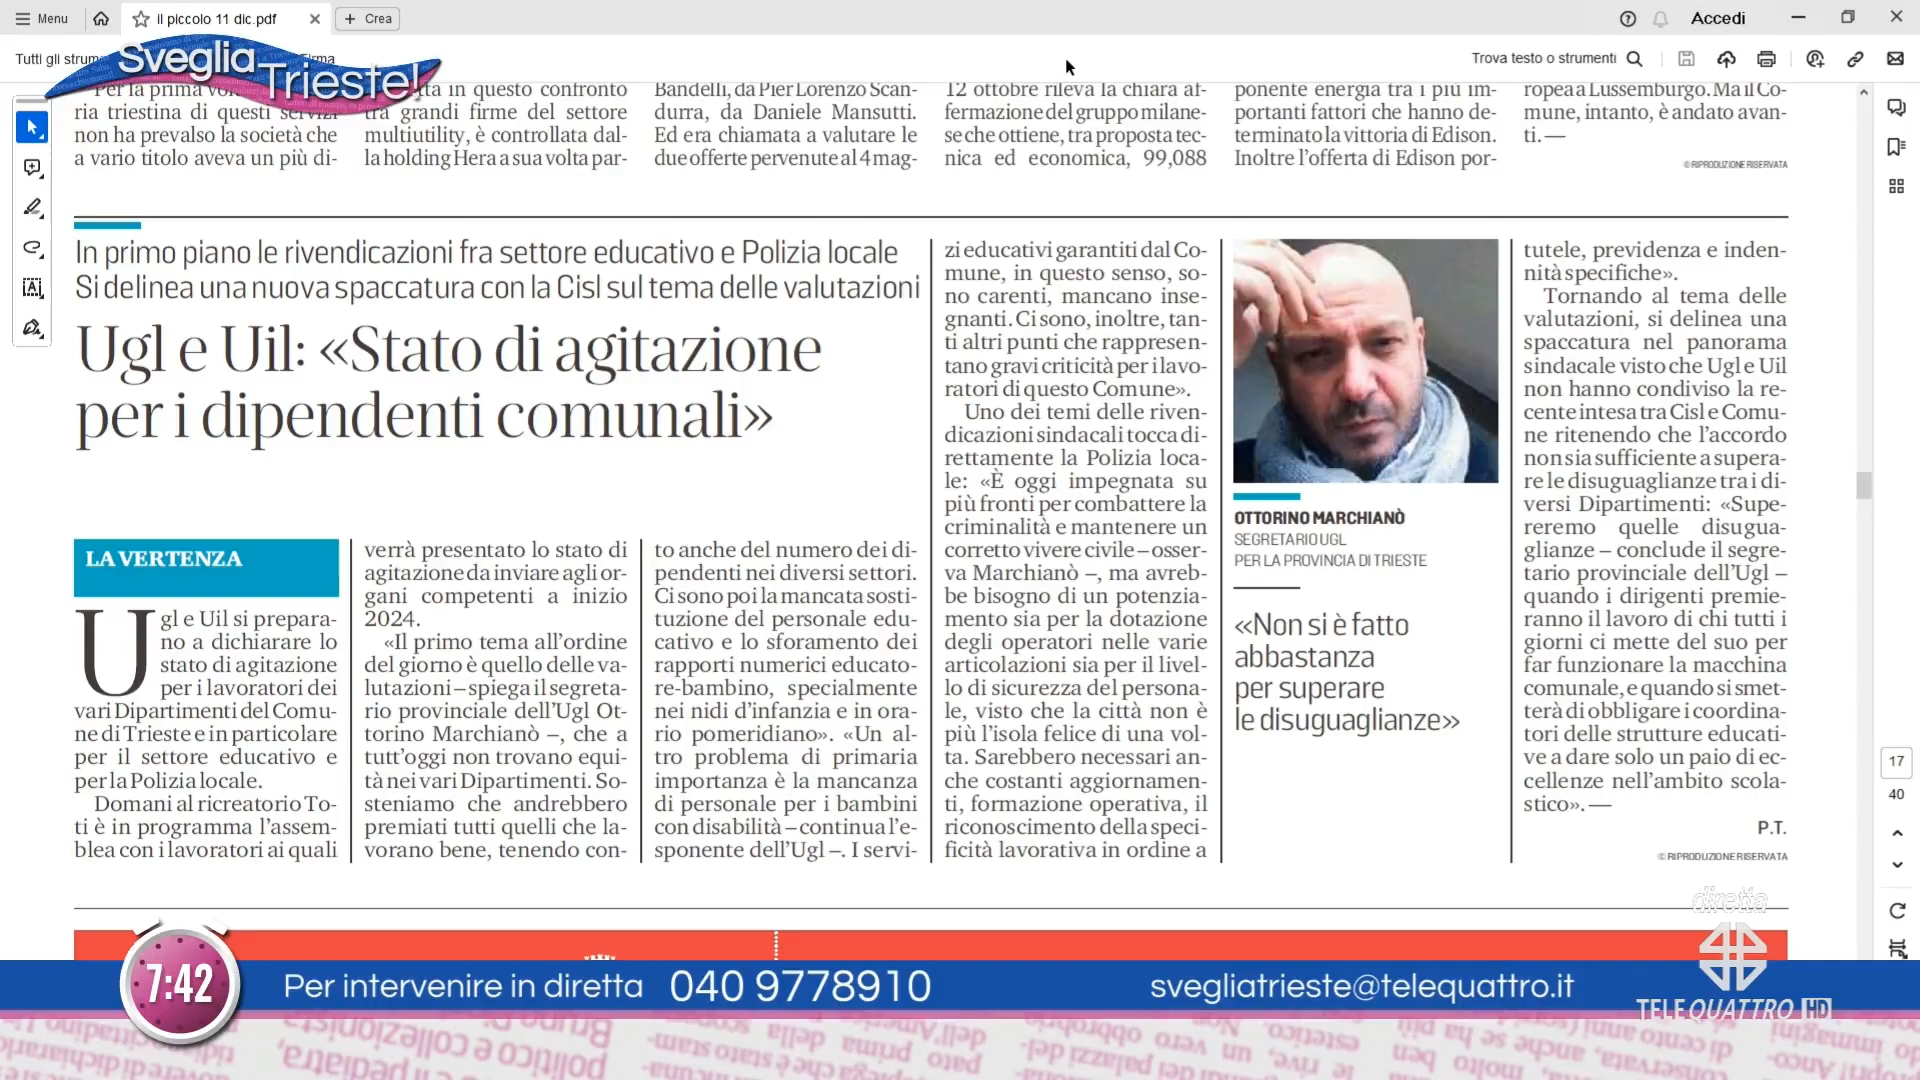 Menu
il piccolo 11 dic.pdf
Crea
Accedi
Tutti gli strum
Firma
Trova testo o strumenti
Sveglia
Trieste!
Per la prima vol
ria triestina di questi servizi
non ha prevalso la società che
a vario titolo aveva un più di-
ta in questo confronto
tra grandi firme del settore
multiutility, è controllata dal-
la holding Hera a sua volta par-
Bandelli, da Pier Lorenzo Scan-
durra, da Daniele Mansutti.
Ed era chiamata a valutare le
due offerte pervenute al 4 mag-
12 ottobre rileva la chiara af-
fermazione del gruppo milane-
se che ottiene, tra proposta tec-
nica ed economica, 99,088
ponente energia tra i più im-
portanti fattori che hanno de-
terminato la vittoria di Edison.
Inoltre l'offerta di Edison por-
ropea a Lussemburgo. Ma il Co-
mune, intanto, è andato avan-
ti. —
© RIPRODUZIONE RISERVATA
In primo piano le rivendicazioni fra settore educativo e Polizia locale
Si delinea una nuova spaccatura con la Cisl sul tema delle valutazioni
Ugl e Uil: «Stato di agitazione
per i dipendenti comunali»
LA VERTENZA
Ugl e Uil si prepara-
no a dichiarare lo
stato di agitazione
per i lavoratori dei
vari Dipartimenti del Comu-
ne di Trieste e in particolare
per il settore educativo e
per la Polizia locale.
Domani al ricreatorio To-
ti è in programma l'assem-
blea con i lavoratori ai quali
verrà presentato lo stato di
agitazione da inviare agli or-
gani competenti a inizio
2024.
«Il primo tema all'ordine
del giorno è quello delle va-
lutazioni – spiega il segreta-
rio provinciale dell'Ugl Ot-
torino Marchianò –, che a
tutt'oggi non trovano equi-
tà nei vari Dipartimenti. So-
steniamo che andrebbero
premiati tutti quelli che la-
vorano bene, tenendo con-
to anche del numero dei di-
pendenti nei diversi settori.
Ci sono poi la mancata sosti-
tuzione del personale edu-
cativo e lo sforamento dei
rapporti numerici educato-
re-bambino, specialmente
nei nidi d'infanzia e in ora-
rio pomeridiano». «Un al-
tro problema di primaria
importanza è la mancanza
di personale per i bambini
con disabilità – continua l'e-
sponente dell'Ugl –. I servi-
zi educativi garantiti dal Co-
mune, in questo senso, so-
no carenti, mancano inse-
gnanti. Ci sono, inoltre, tan-
ti altri punti che rappresen-
tano gravi criticità per i lavo-
ratori di questo Comune».
Uno dei temi delle riven-
dicazioni sindacali tocca di-
rettamente la Polizia loca-
le: «È oggi impegnata su
più fronti per combattere la
criminalità e mantenere un
corretto vivere civile – osser-
va Marchianò –, ma avreb-
be bisogno di un potenzia-
mento sia per la dotazione
degli operatori nelle varie
articolazioni sia per il livel-
lo di sicurezza del persona-
le, visto che la città non è
più l'isola felice di una vol-
ta. Sarebbero necessari an-
che costanti aggiornamen-
ti, formazione operativa, il
riconoscimento della speci-
ficità lavorativa in ordine a
OTTORINO MARCHIANÒ
SEGRETARIO UGL
PER LA PROVINCIA DI TRIESTE
«Non si è fatto
abbastanza
per superare
le disuguaglianze»
tutele, previdenza e inden-
nità specifiche».
Tornando al tema delle
valutazioni, si delinea una
spaccatura nel panorama
sindacale visto che Ugl e Uil
non hanno condiviso la re-
cente intesa tra Cisl e Comu-
ne ritenendo che l'accordo
non sia sufficiente a supera-
re le disuguaglianze tra i di-
versi Dipartimenti: «Supe-
reremo quelle disugua-
glianze – conclude il segre-
tario provinciale dell'Ugl –
quando i dirigenti premie-
ranno il lavoro di chi tutti i
giorni ci mette del suo per
far funzionare la macchina
comunale, e quando si smet-
terà di obbligare i coordina-
tori delle strutture educati-
ve a dare solo un paio di ec-
cellenze nell'ambito scola-
stico». —
P.T.
© RIPRODUZIONE RISERVATA
17
40
diretta
7:42
Per intervenire in diretta 040 9778910
svegliatrieste@telequattro.it
TELEQUATTRO HD